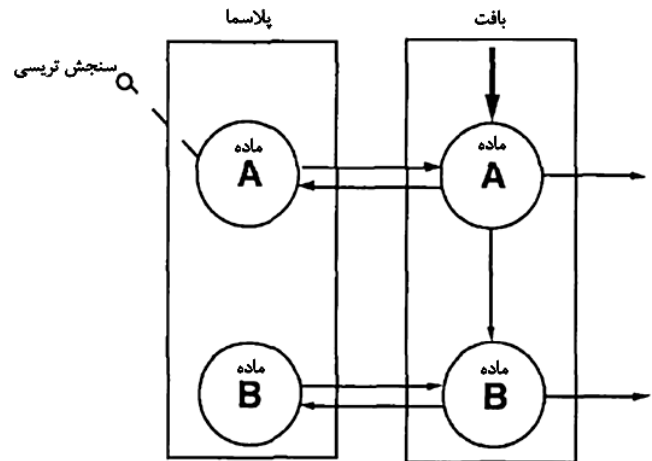 پلاسما
بافت
سنجش تریسی
ماده
A
ماده
A
ماده
B
ماده
B